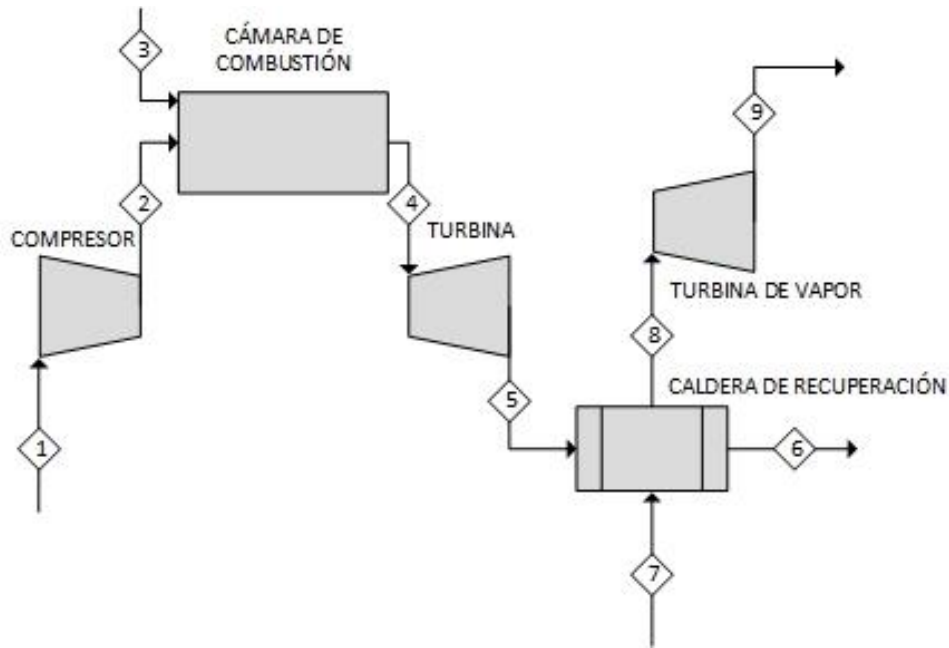 3
CÁMARA DE
COMBUSTIÓN
9
2
4
COMPRESOR
TURBINA
TURBINA DE VAPOR
8
CALDERA DE RECUPERACIÓN
5
1
6
7